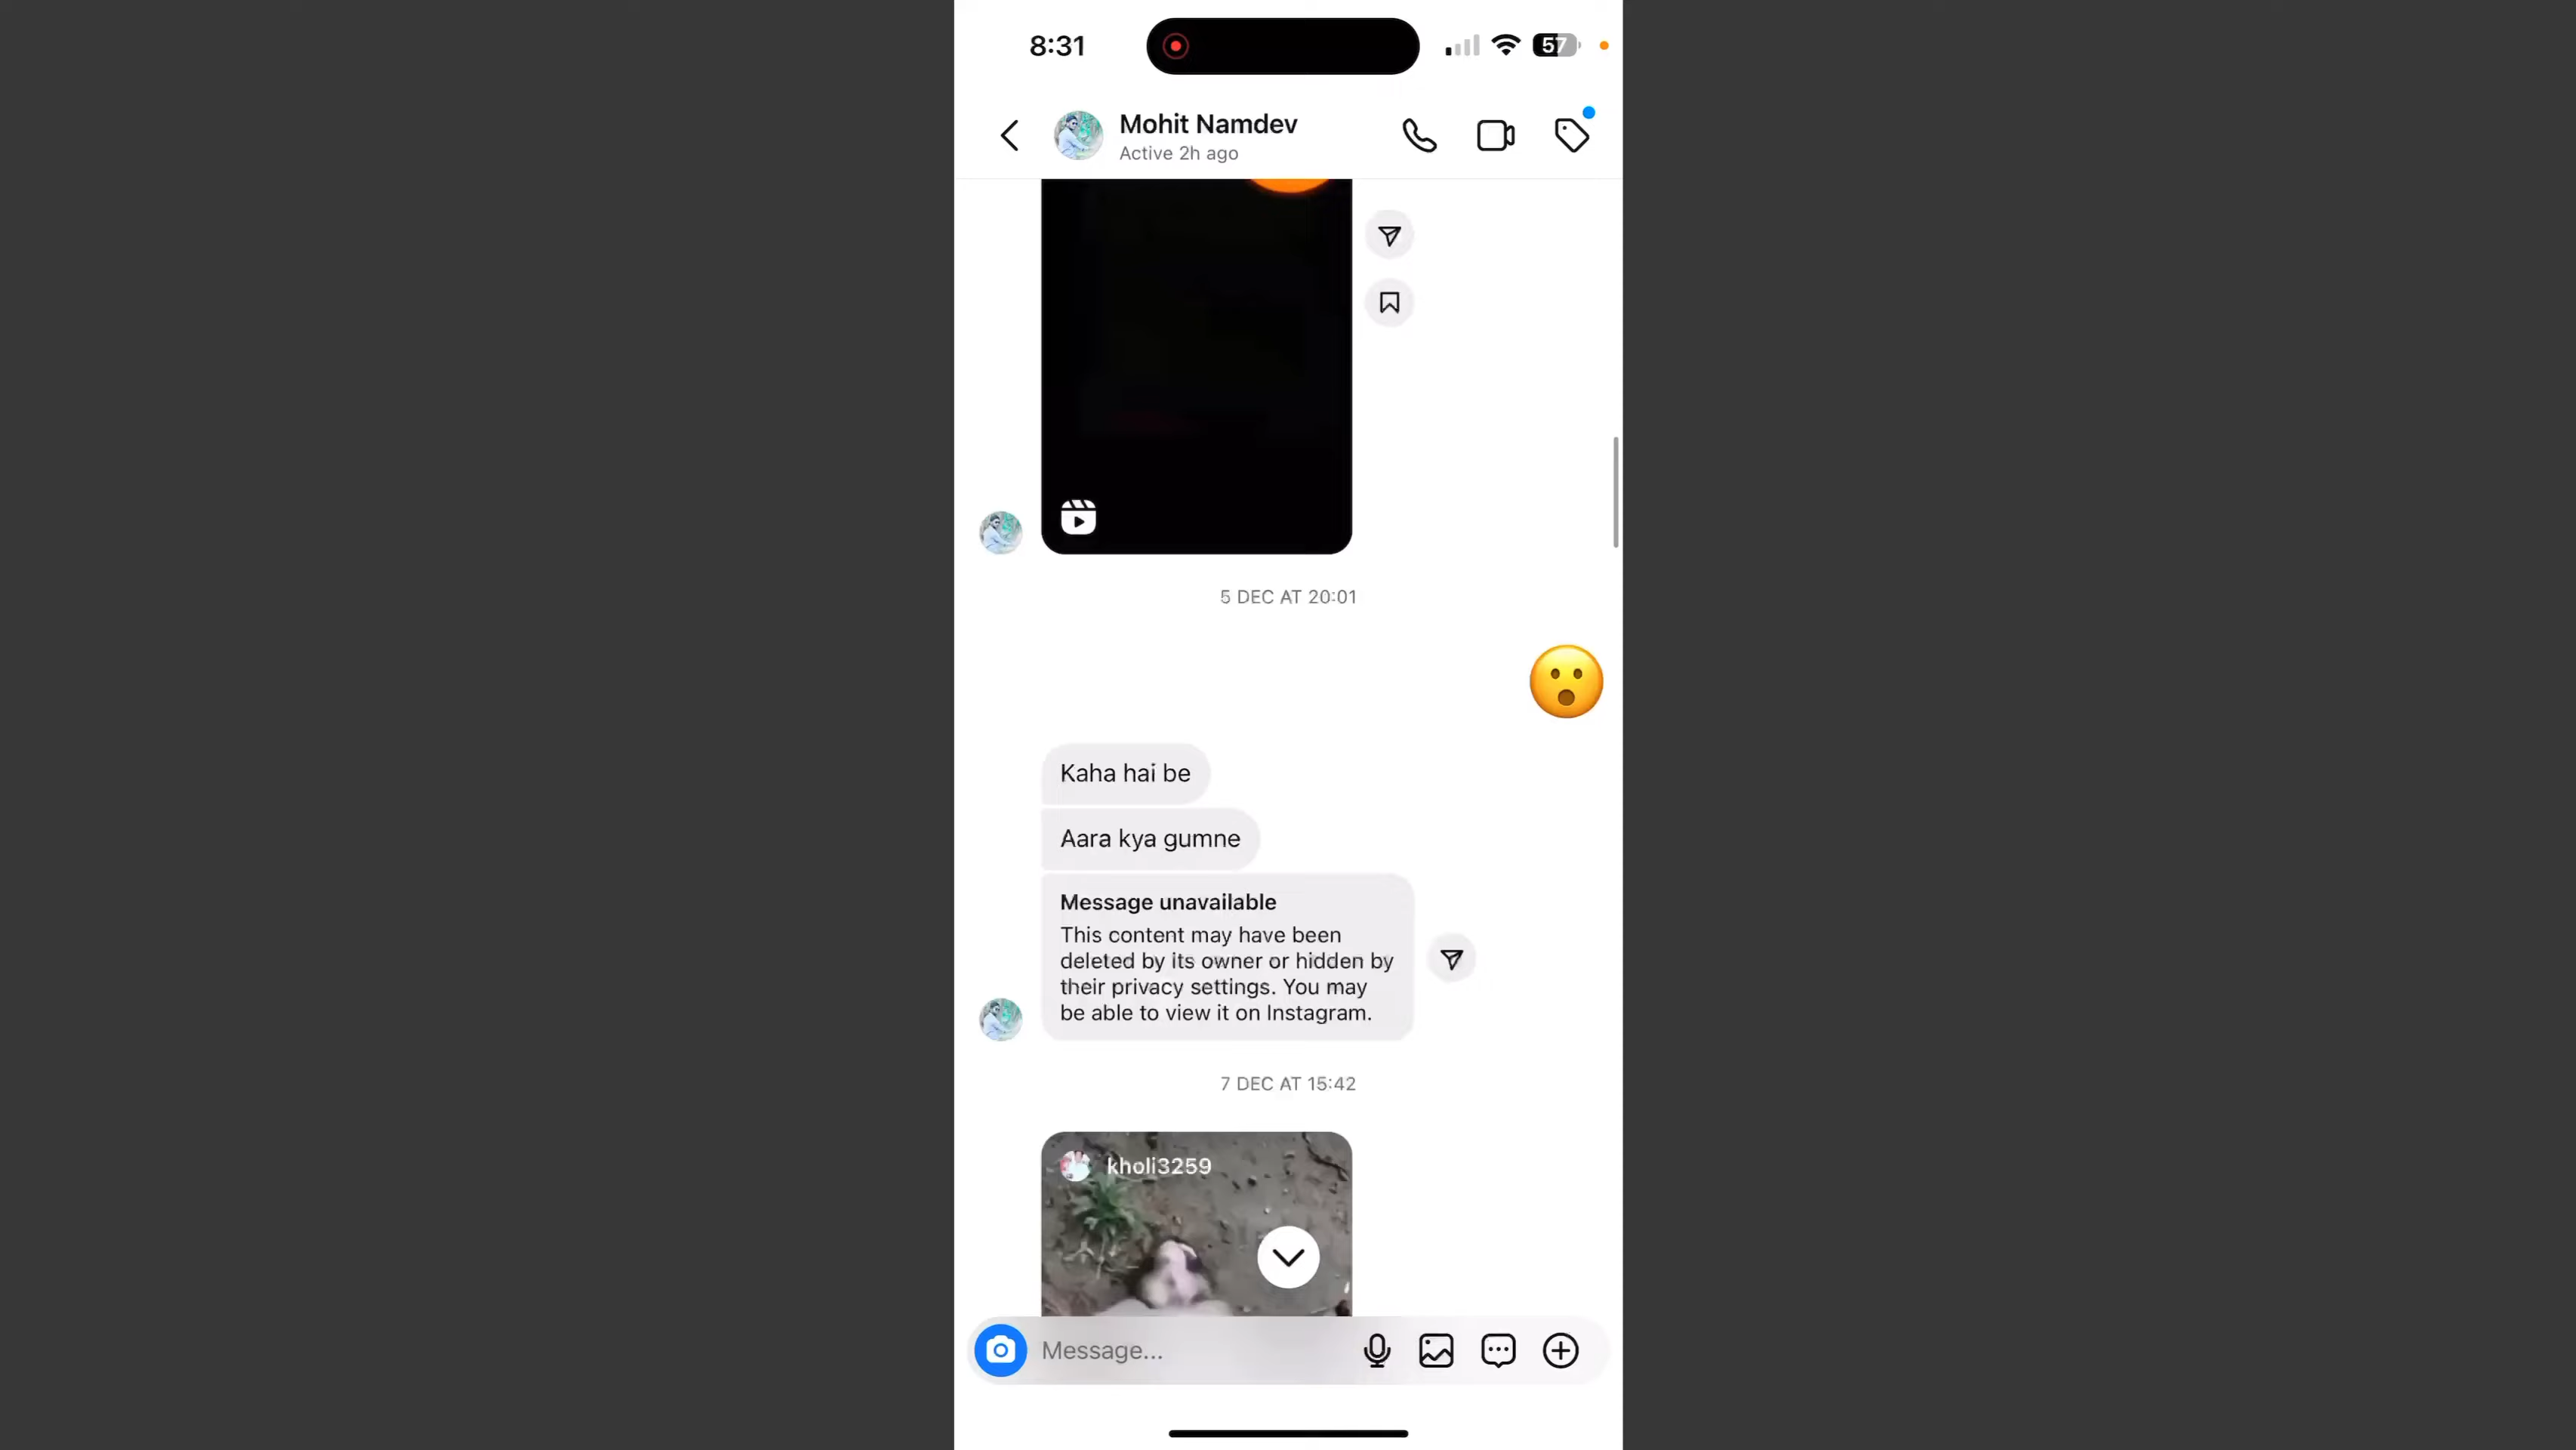 8:31
57
Mohit Namdev
Active 2h ago
5 DEC AT 20:01
Kaha hai be
Aara kya gumne
Message unavailable
This content may have been
deleted by its owner or hidden by
their privacy settings. You may
be able to view it on Instagram.
7 DEC AT 15:42
kholi3259
Message...